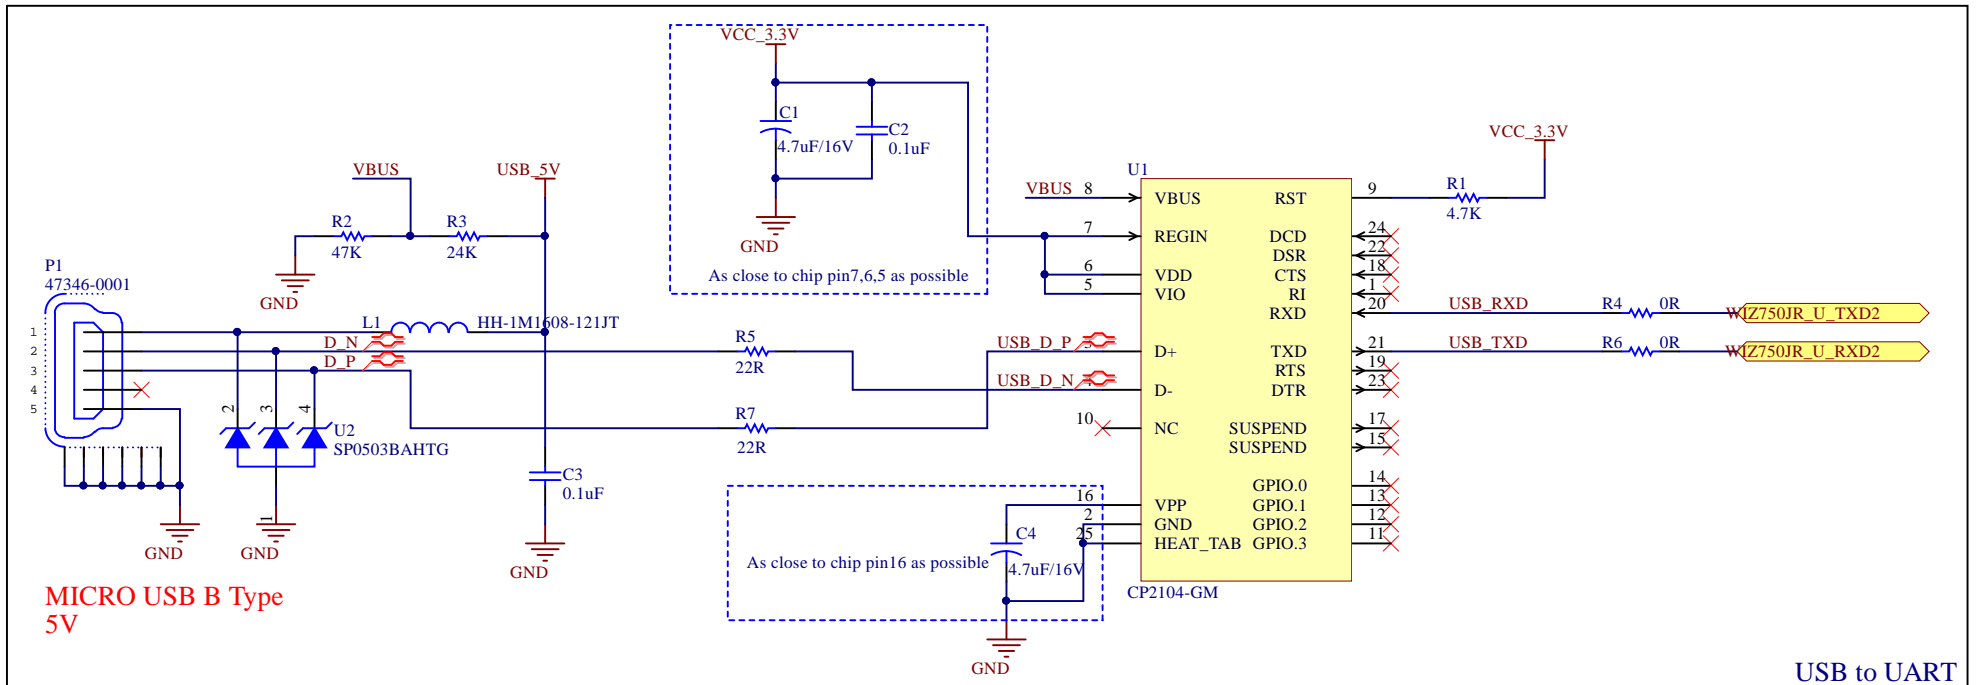 VCC_3.3V
C1
4.7uF/16V
C2
0.1uF
GND
As close to chip pin7,6,5 as possible
VBUS
USB_5V
R2
47K
R3
24K
GND
P1
47346-0001
1
2
3
4
5
L1
HH-1M1608-121JT
D_N
D_P
2
3
4
U2
SP0503BAHTG
1
GND
GND
C3
0.1uF
GND
R5
22R
R7
22R
MICRO USB B Type
5V
U1
VBUS 8 VBUS
7 REGIN
6 VDD
5 VIO
USB_D_P
D+
USB_D_N
D-
10 NC
16 VPP
2 GND
25 HEAT_TAB
RST 9
DCD 24
DSR 22
CTS 18
RI 1
RXD 20
TXD 21
RTS 19
DTR 23
SUSPEND 17
SUSPEND 15
GPIO.0 14
GPIO.1 13
GPIO.2 12
GPIO.3 11
CP2104-GM
C4
4.7uF/16V
As close to chip pin16 as possible
GND
VCC_3.3V
R1
4.7K
USB_RXD
R4 0R
WIZ750JR_U_TXD2
USB_TXD
R6 0R
WIZ750JR_U_RXD2
USB to UART